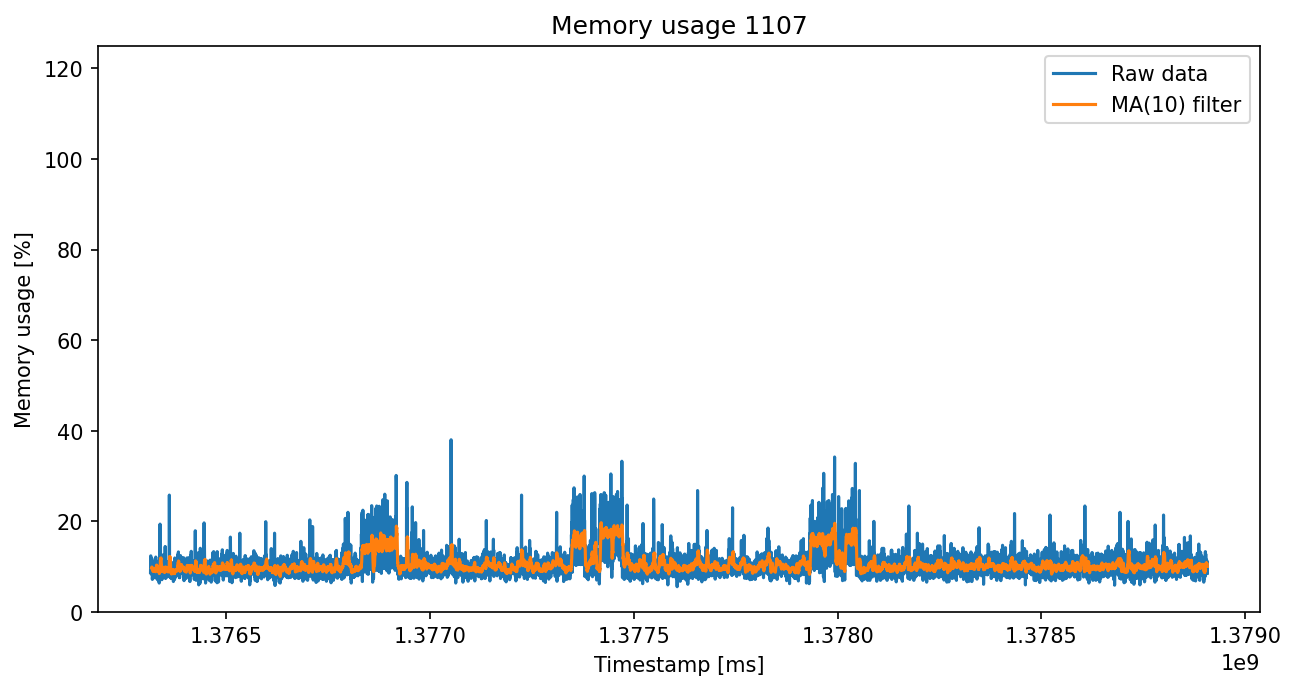 Memory usage 1107
Raw data
MA(10) filter
Memory usage [%]
120
100
80
60
40
20
0
1.3765 1.3770 1.3775 1.3780 1.3785 1.3790
1e9
Timestamp [ms]